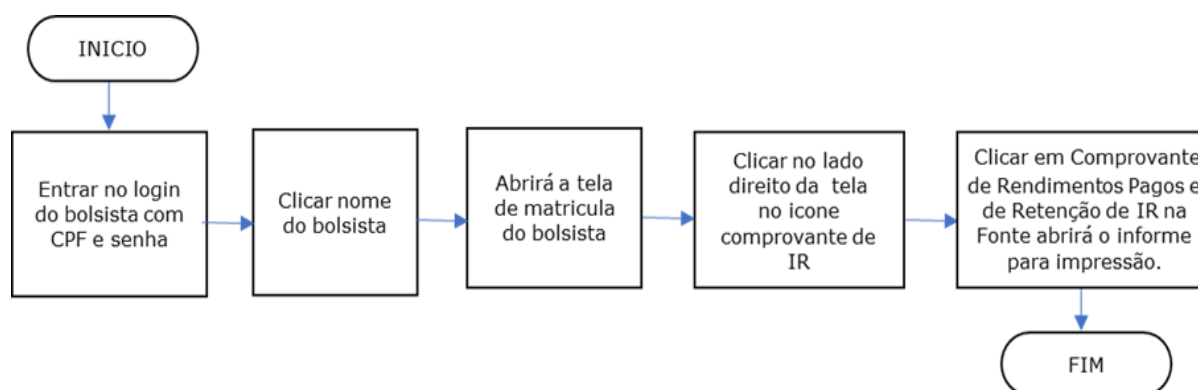 INICIO
Entrar no login
do bolsista com
CPF e senha
Clicar nome
do bolsista
Abrirá a tela
de matricula
do bolsista
Clicar no lado
direito da tela
no icone
comprovante de
IR
Clicar em Comprovante
de Rendimentos Pagos e
de Retenção de IR na
Fonte abrirá o informe
para impressão.
FIM